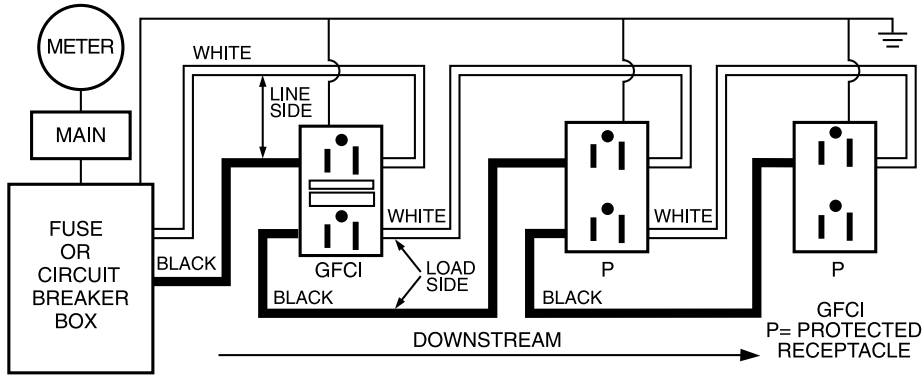 METER
WHITE
LINE
SIDE
MAIN
FUSE
OR
CIRCUIT
BREAKER
BOX
BLACK
GFCI
WHITE
LOAD
SIDE
BLACK
P
WHITE
BLACK
P
DOWNSTREAM
GFCI
P= PROTECTED
RECEPTACLE